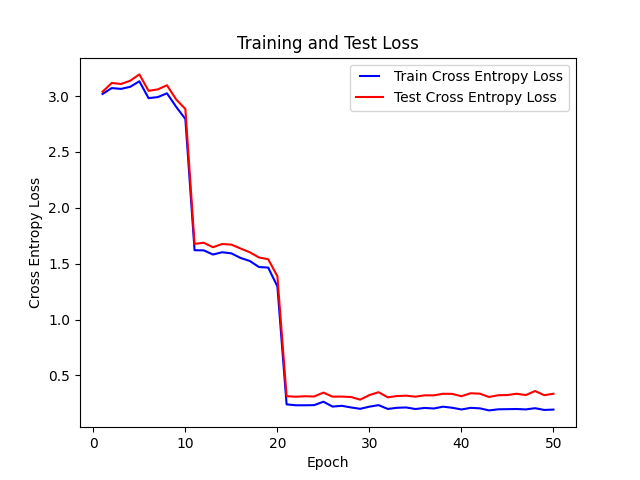 Training and Test Loss
Train Cross Entropy Loss
Test Cross Entropy Loss
3.0
2.5
2.0
1.5
1.0
0.5
Cross Entropy Loss
0
10
20
30
40
50
Epoch